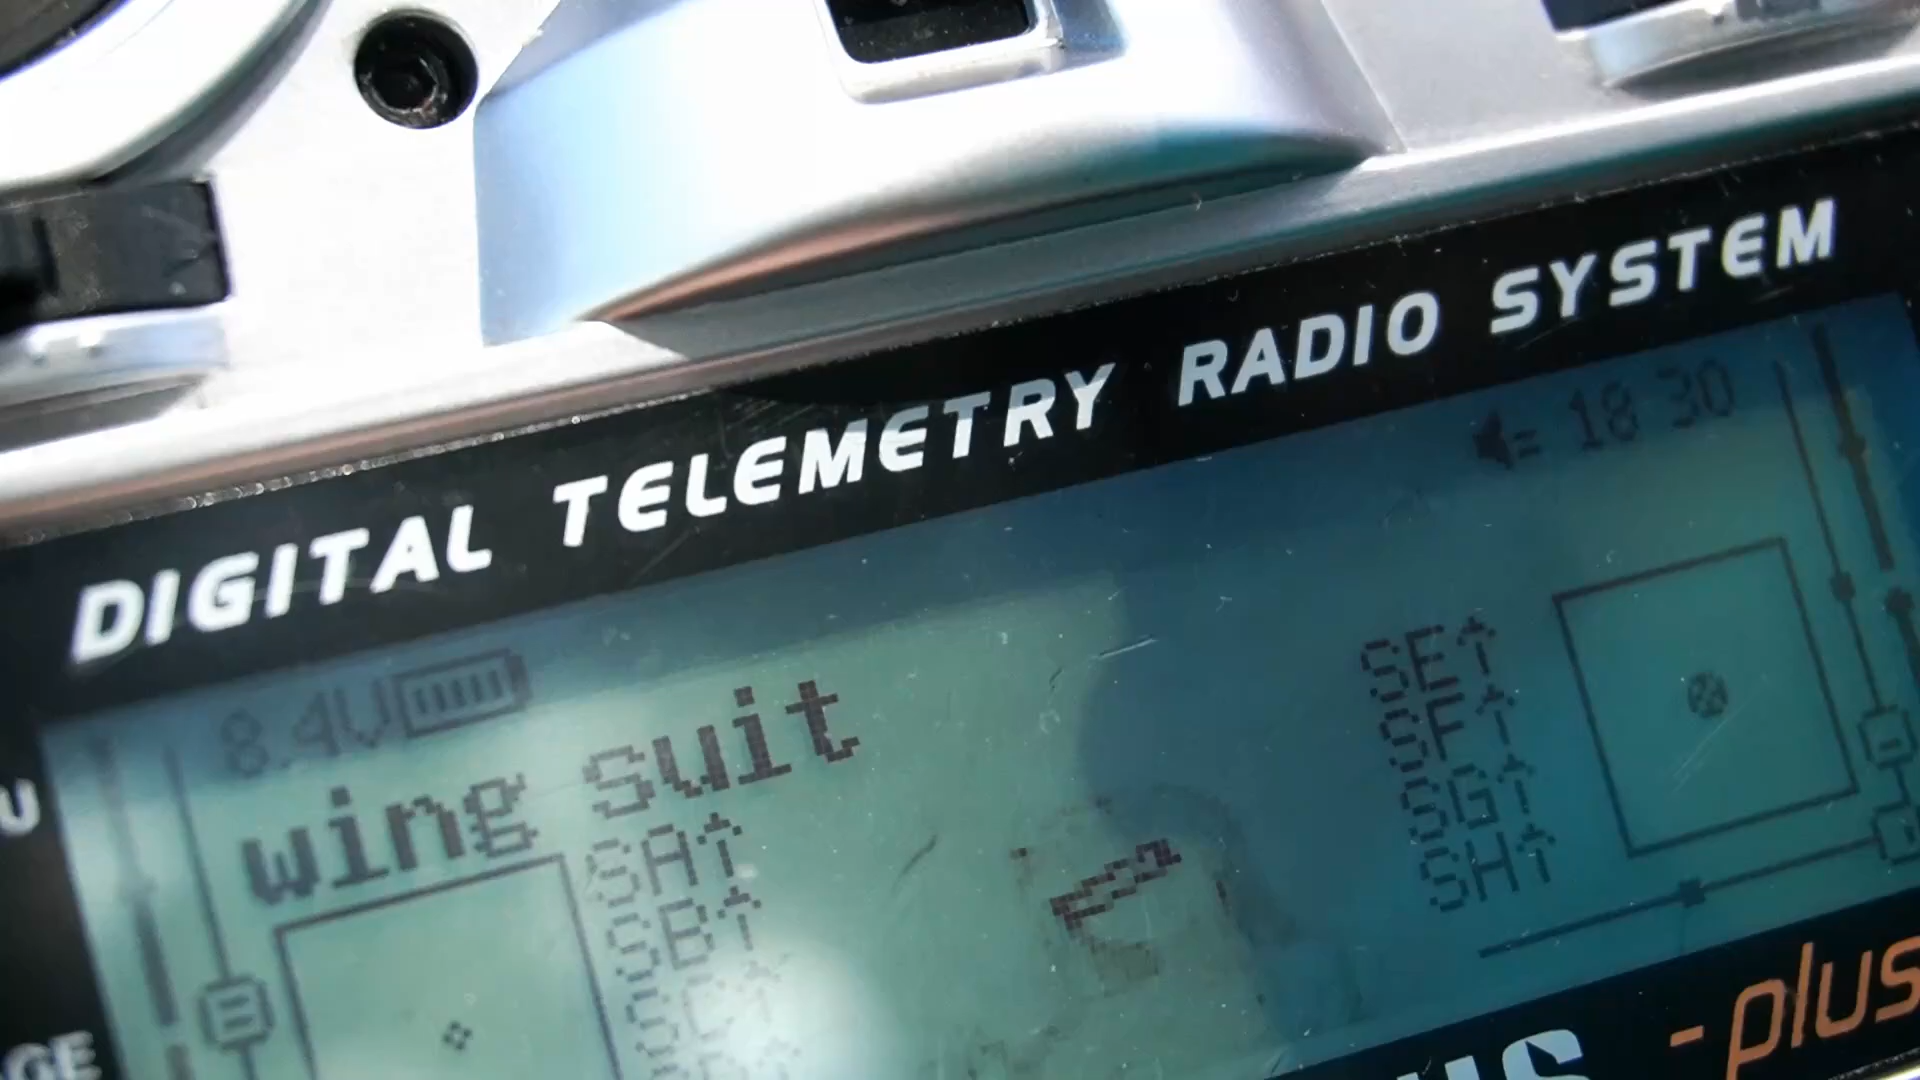 DIGITAL TELEMETRY RADIO SYSTEM
18:30
8.4V
wing suit
SA↑
SB↑
SE↑
SF↑
SG↑
SH↑
-plus